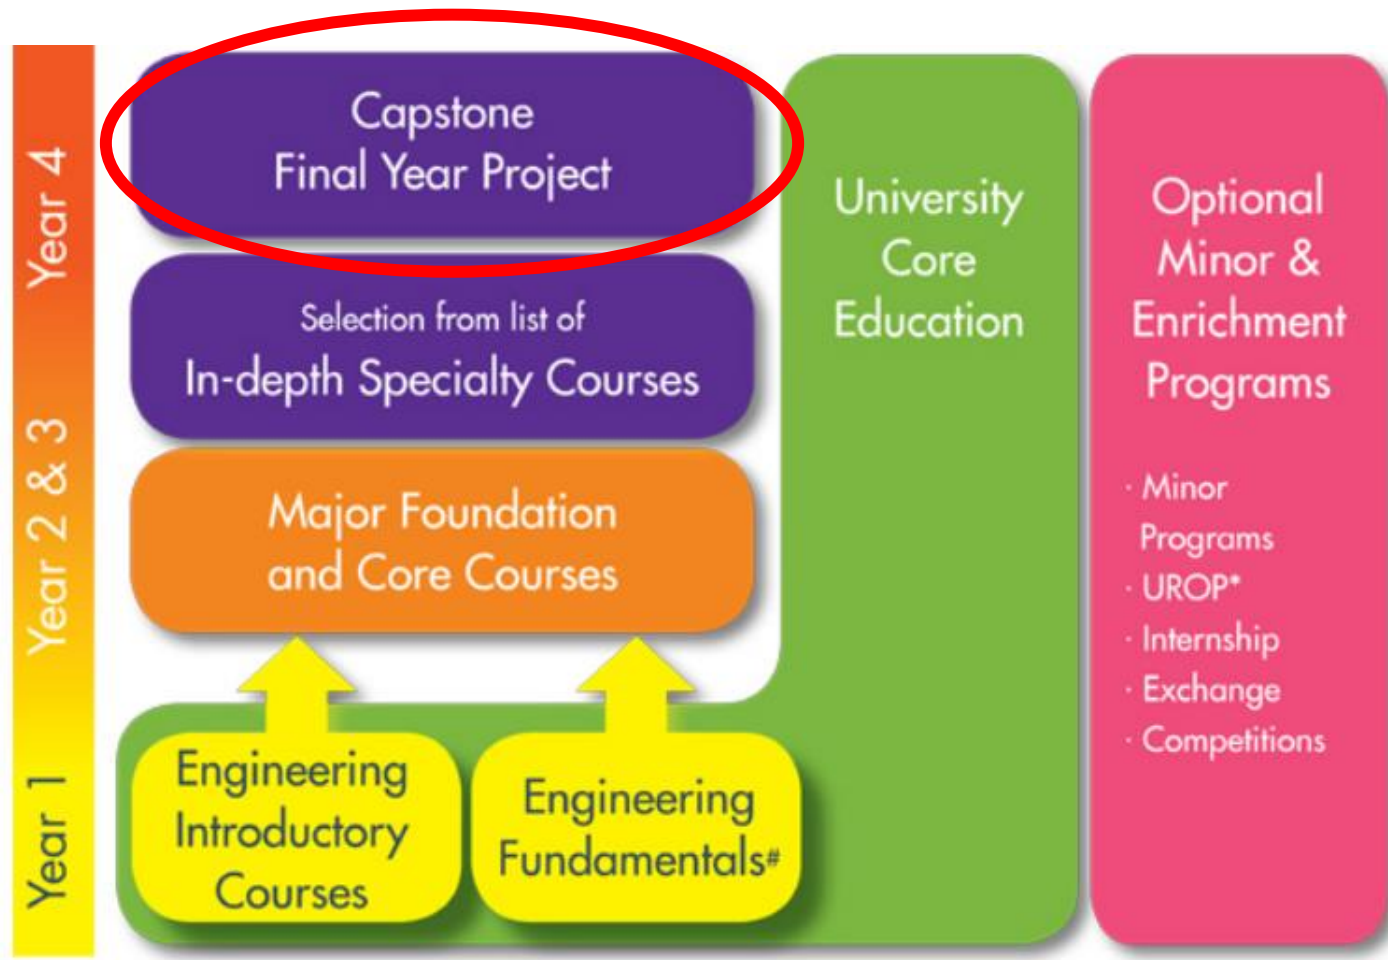 Year 4
Year 2 & 3
Year 1
Capstone
Final Year Project
Selection from list of
In-depth Specialty Courses
Major Foundation
and Core Courses
Engineering
Introductory
Courses
Engineering
Fundamentals#
University
Core
Education
Optional
Minor &
Enrichment
Programs
· Minor
Programs
· UROP*
· Internship
· Exchange
· Competitions